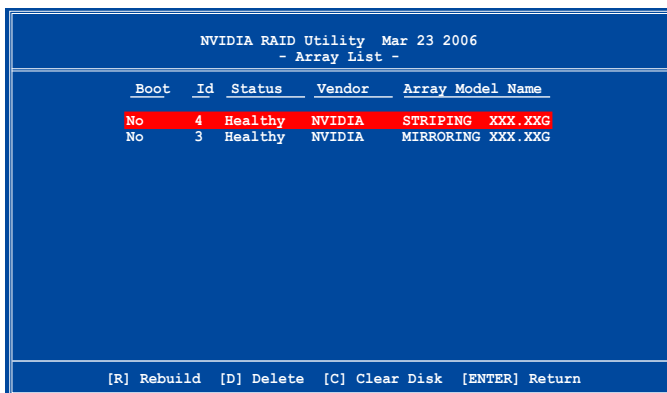 NVIDIA RAID Utility Mar 23 2006
- Array List -
Boot Id Status Vendor Array Model Name
No 4 Healthy NVIDIA STRIPING XXX.XXG
No 3 Healthy NVIDIA MIRRORING XXX.XXG
[R] Rebuild [D] Delete [C] Clear Disk [ENTER] Return